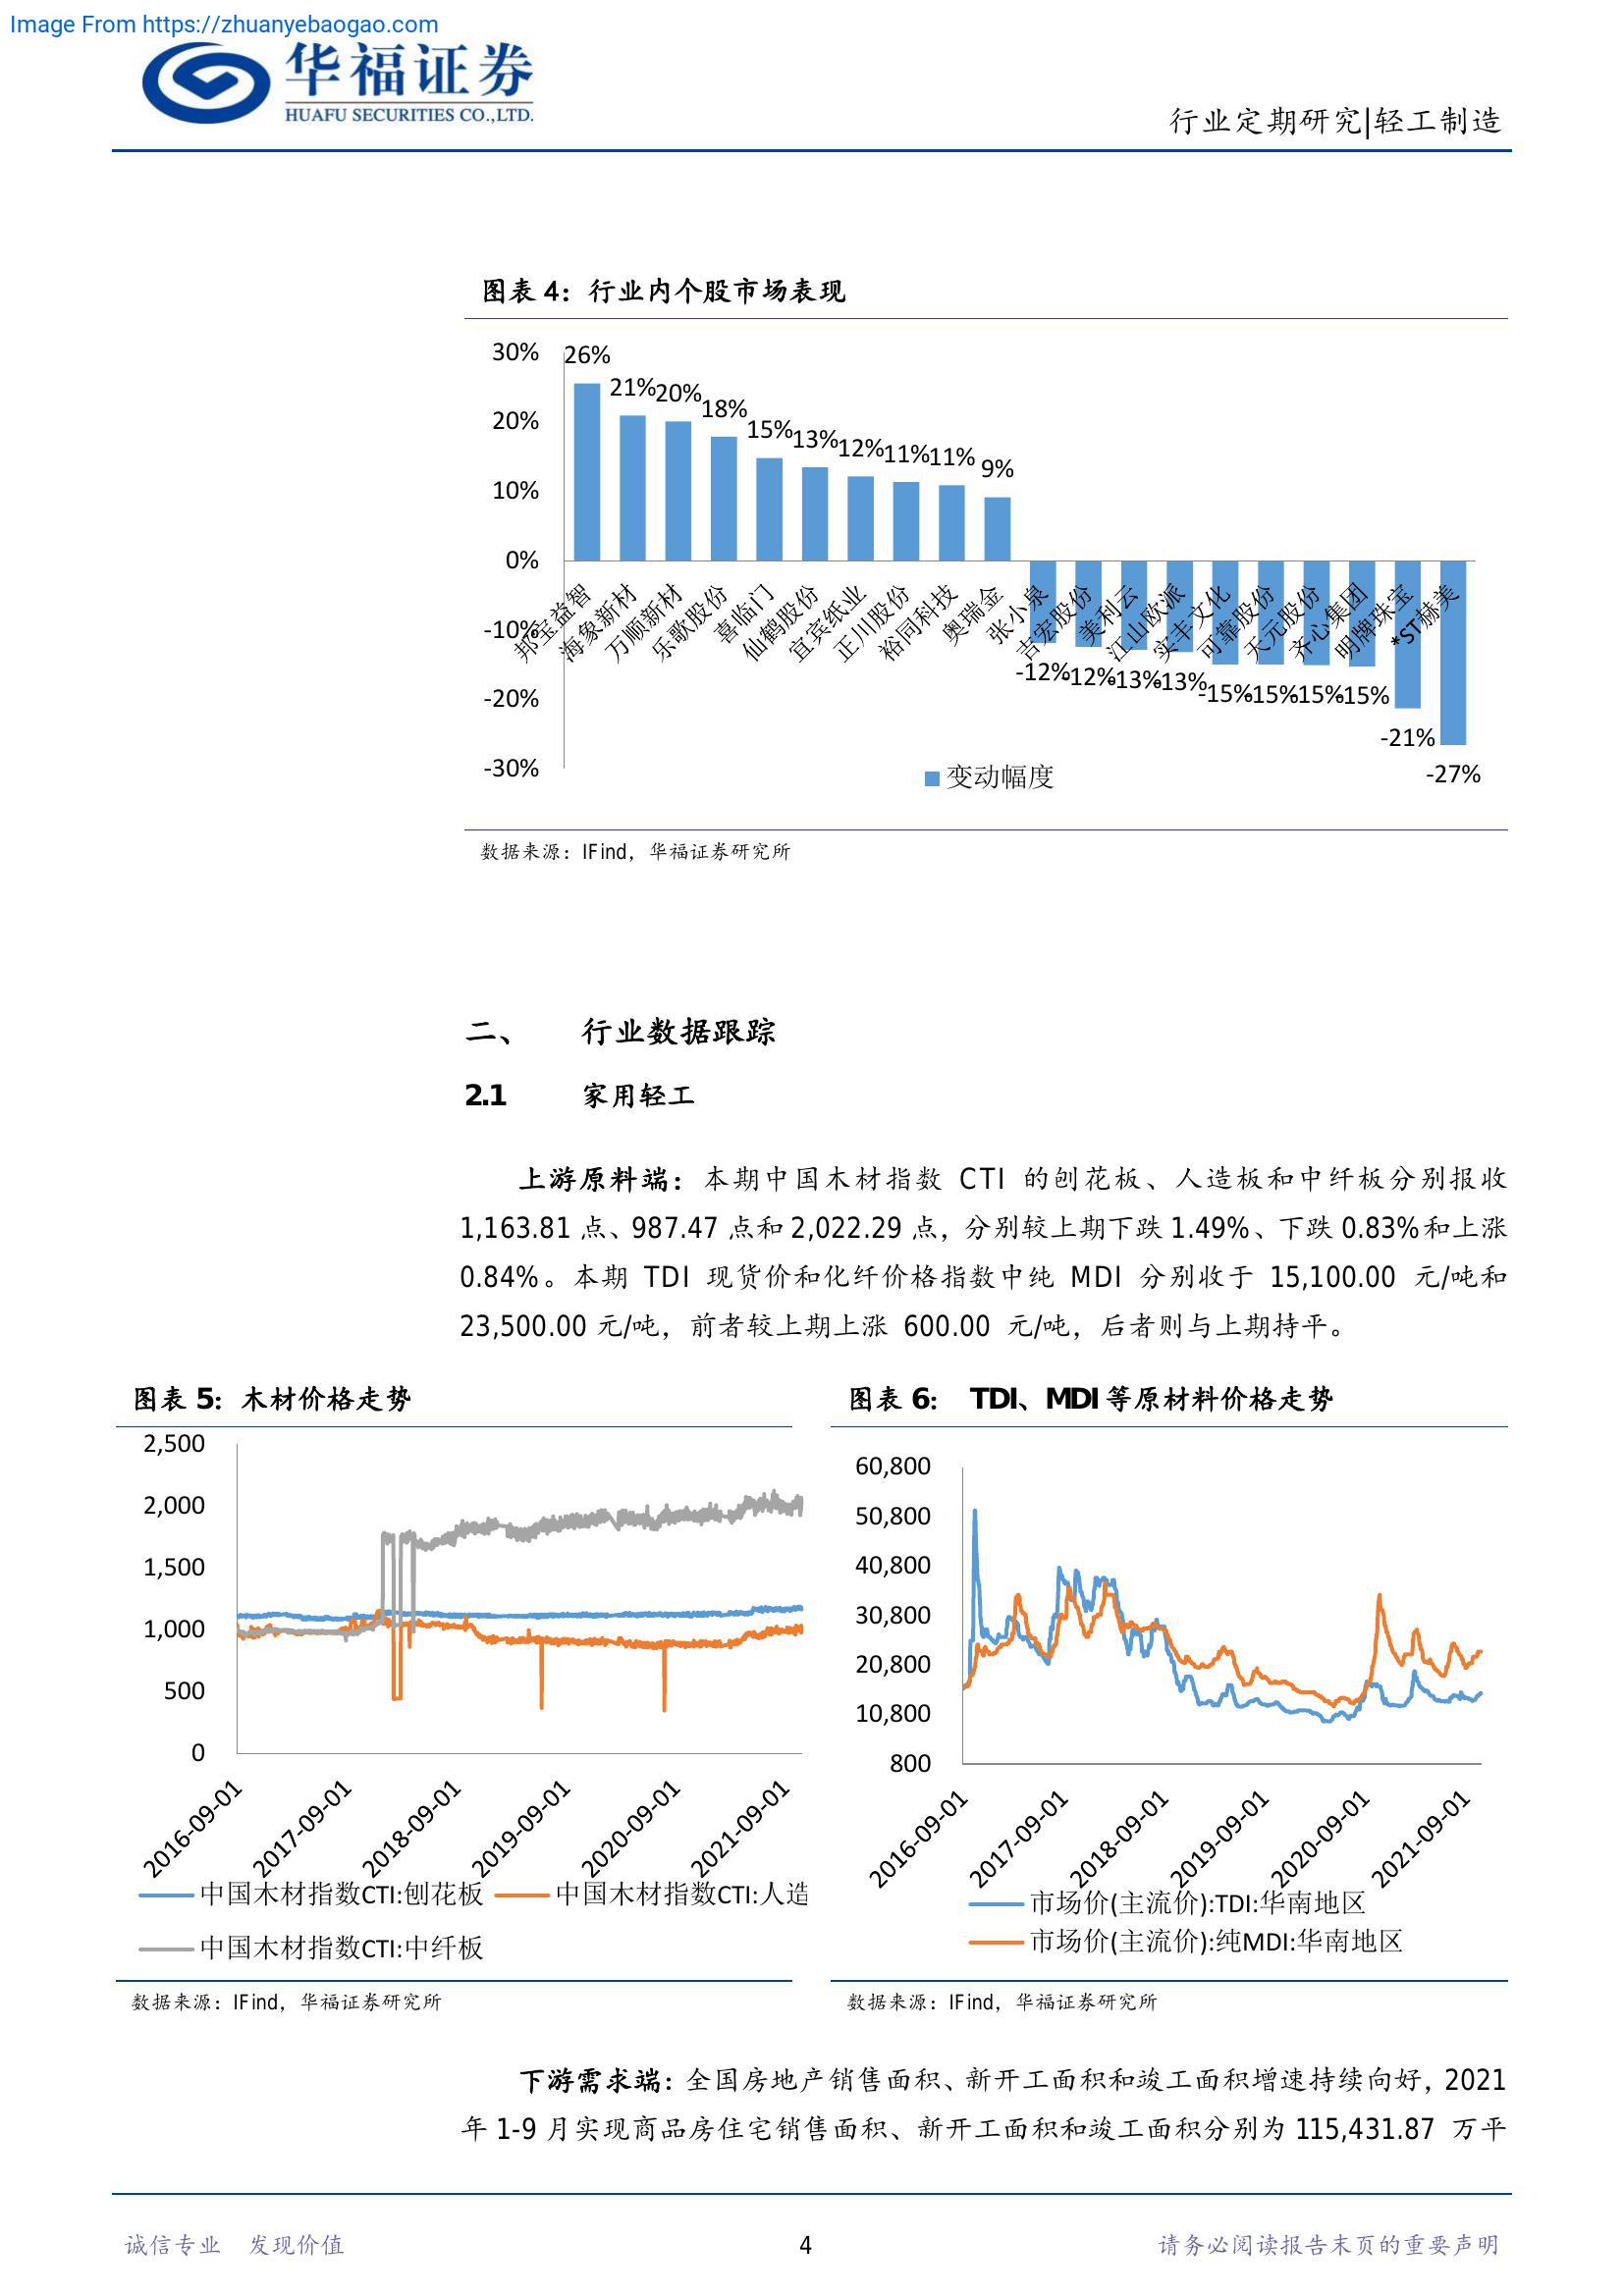 Image From https://zhuanyebaogao.com
华福证券
HUAFU SECURITIES CO.,LTD.
行业定期研究|轻工制造
图表 4：行业内个股市场表现
30%
20%
10%
0%
-10%
-20%
-30%
26%
21%
20%
18%
15%
13%
12%
11%
11%
9%
-12%
-12%
-13%
-13%
-15%
-15%
-15%
-15%
-21%
-27%
邦宝益智
海象新材
万顺新材
乐歌股份
喜临门
仙鹤股份
宜宾纸业
正川股份
裕同科技
奥瑞金
张小泉
吉宏股份
美利云
江山欧派
实丰文化
可靠股份
天元股份
齐心集团
明牌珠宝
*ST赫美
变动幅度
数据来源：IFind，华福证券研究所
二、 行业数据跟踪
2.1 家用轻工
上游原料端：本期中国木材指数 CTI 的刨花板、人造板和中纤板分别报收
1,163.81 点、987.47 点和 2,022.29 点，分别较上期下跌 1.49%、下跌 0.83%和上涨
0.84%。本期 TDI 现货价和化纤价格指数中纯 MDI 分别收于 15,100.00 元/吨和
23,500.00 元/吨，前者较上期上涨 600.00 元/吨，后者则与上期持平。
图表 5：木材价格走势
2,500
2,000
1,500
1,000
500
0
2016-09-01
2017-09-01
2018-09-01
2019-09-01
2020-09-01
2021-09-01
中国木材指数CTI:刨花板
中国木材指数CTI:人造
中国木材指数CTI:中纤板
数据来源：IFind，华福证券研究所
图表 6： TDI、MDI 等原材料价格走势
60,800
50,800
40,800
30,800
20,800
10,800
800
2016-09-01
2017-09-01
2018-09-01
2019-09-01
2020-09-01
2021-09-01
市场价(主流价):TDI:华南地区
市场价(主流价):纯MDI:华南地区
数据来源：IFind，华福证券研究所
下游需求端：全国房地产销售面积、新开工面积和竣工面积增速持续向好，2021
年 1-9 月实现商品房住宅销售面积、新开工面积和竣工面积分别为 115,431.87 万平
诚信专业 发现价值
4
请务必阅读报告末页的重要声明